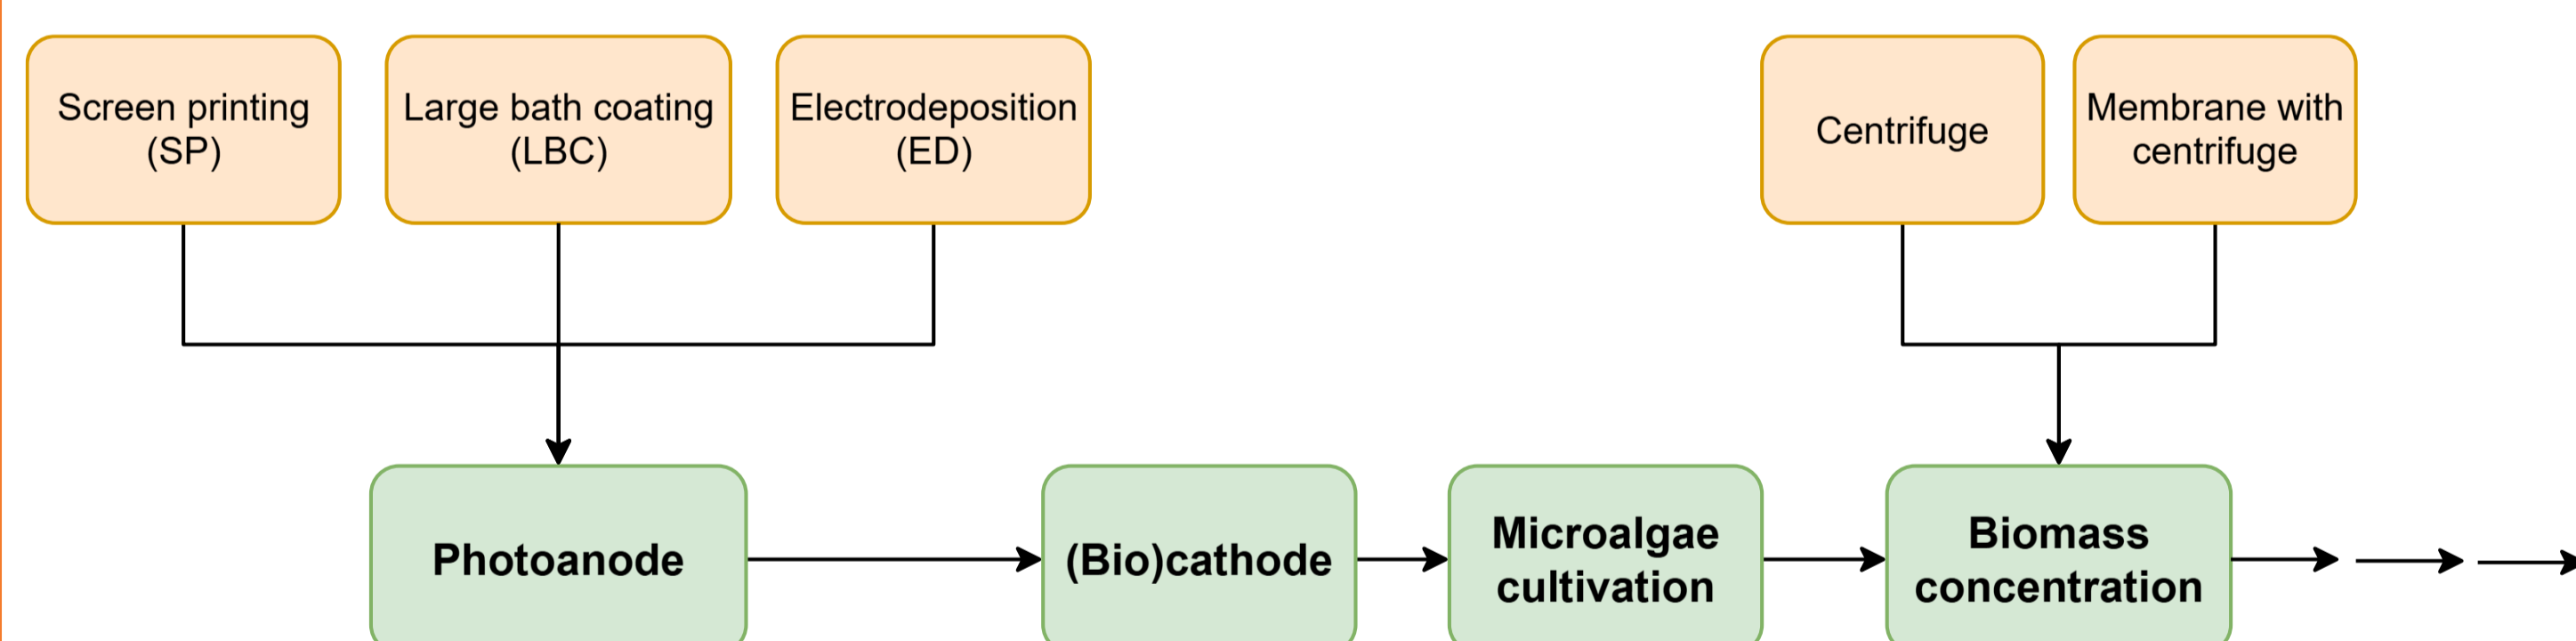 Screen printing
(SP)
Large bath coating
(LBC)
Electrodeposition
(ED)
Centrifuge
Membrane with
centrifuge
Photoanode
(Bio)cathode
Microalgae
cultivation
Biomass
concentration